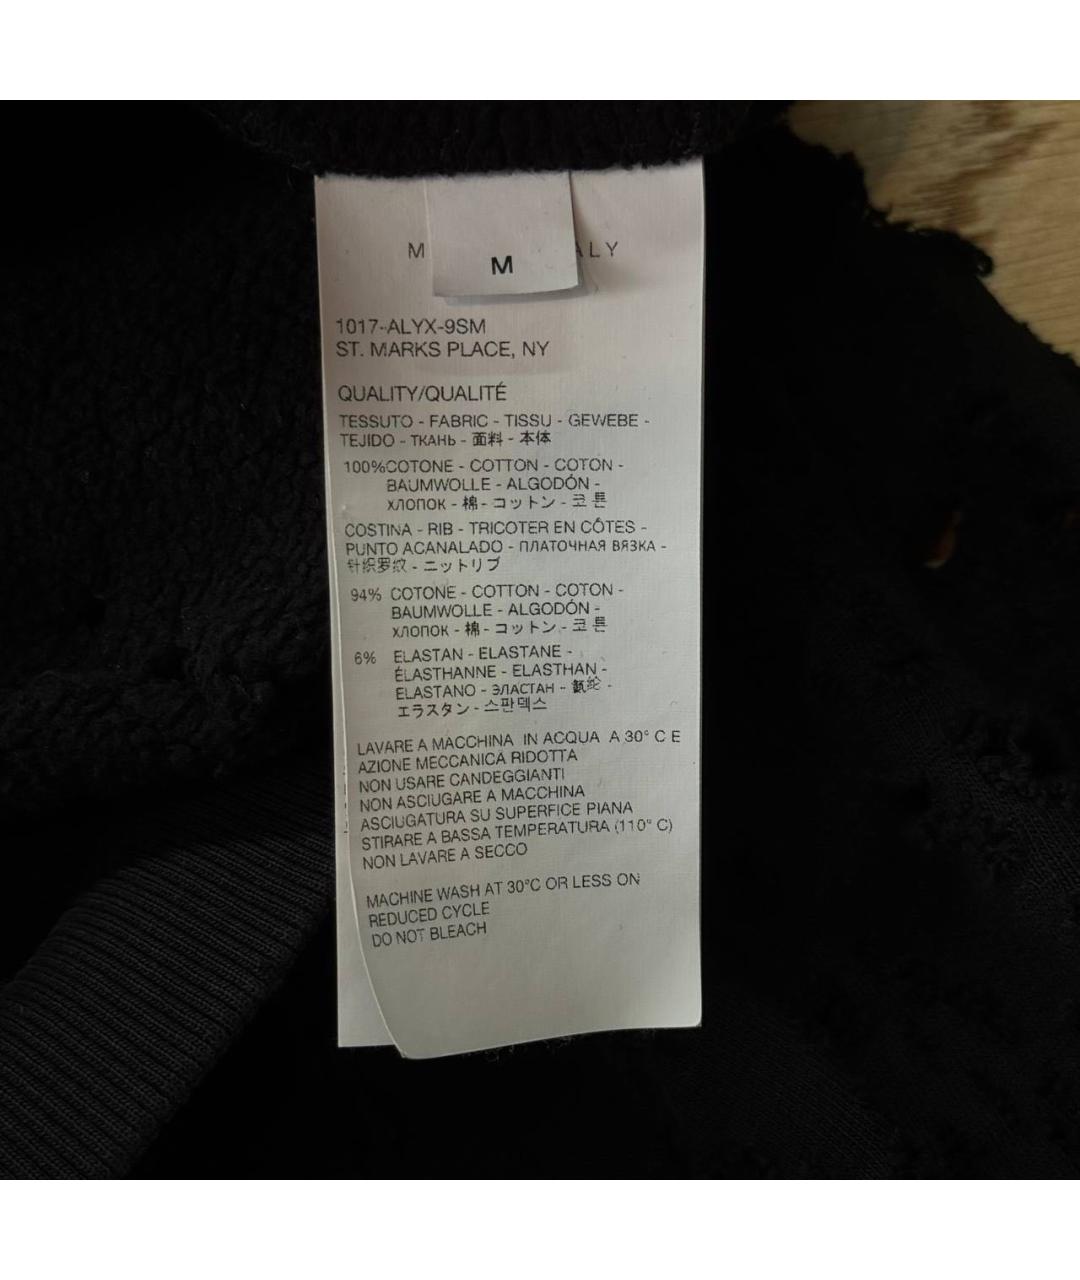 M ALY
M
1017-ALYX-9SM
ST. MARKS PLACE, NY
QUALITY/QUALITÉ
TESSUTO - FABRIC - TISSU - GEWEBE -
TEJIDO - ТКАНЬ - 面料 - 本体
100%COTONE - COTTON - COTON -
BAUMWOLLE - ALGODÓN -
ХЛОПОК - 棉 - コットン - 코튼
COSTINA - RIB - TRICOTER EN CÔTES -
PUNTO ACANALADO - ПЛАТОЧНАЯ ВЯЗКА -
针织罗纹 - ニットリブ
94% COTONE - COTTON - COTON -
BAUMWOLLE - ALGODÓN -
ХЛОПОК - 棉 - コットン - 코튼
6% ELASTAN - ELASTANE -
ÉLASTHANNE - ELASTHAN -
ELASTANO - ЭЛАСТАН - 氨纶 -
エラスタン - 스판덱스
LAVARE A MACCHINA IN ACQUA A 30° C E
AZIONE MECCANICA RIDOTTA
NON USARE CANDEGGIANTI
NON ASCIUGARE A MACCHINA
ASCIUGATURA SU SUPERFICE PIANA
STIRARE A BASSA TEMPERATURA (110° C)
NON LAVARE A SECCO
MACHINE WASH AT 30°C OR LESS ON
REDUCED CYCLE
DO NOT BLEACH